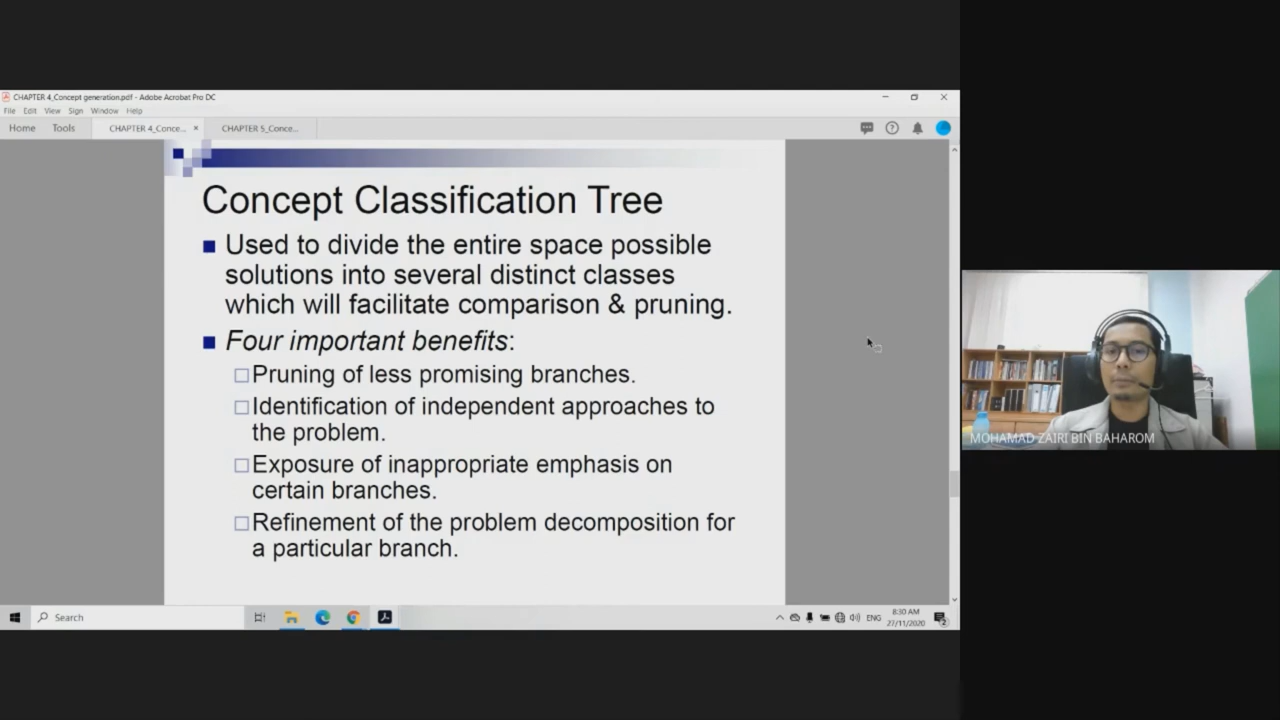 CHAPTER 4_Concept generation.pdf - Adobe Acrobat Pro DC
File Edit View Sign Window Help
Home Tools CHAPTER 4_Conce... × CHAPTER 5_Conce...
Concept Classification Tree
Used to divide the entire space possible
solutions into several distinct classes
which will facilitate comparison & pruning.
Four important benefits:
Pruning of less promising branches.
Identification of independent approaches to
the problem.
Exposure of inappropriate emphasis on
certain branches.
Refinement of the problem decomposition for
a particular branch.
MOHAMAD ZAIRI BIN BAHAROM
Search
ENG
8:30 AM
27/11/2020
2